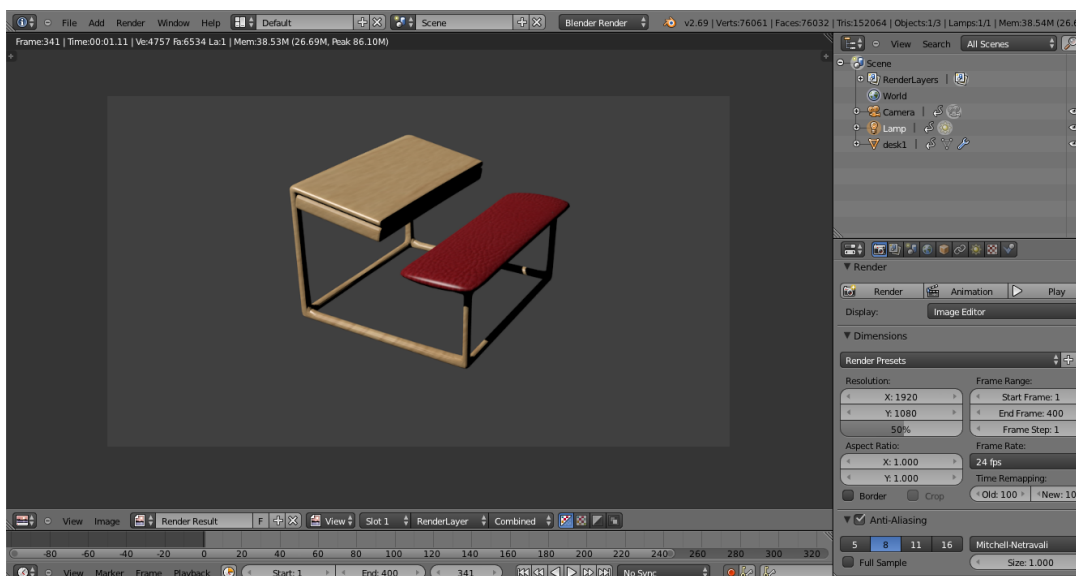 File Add Render Window Help Default Scene Blender Render v2.69 | Verts:76061 | Faces:76032 | Tris:152064 | Objects:1/3 | Lamps:1/1 | Mem:38.54M (26.6
Frame:341 | Time:00:01.11 | Ve:4757 Fa:6534 La:1 | Mem:38.53M (26.69M, Peak 86.10M)
View Search All Scenes
Scene
RenderLayers |
World
Camera |
Lamp |
desk1 |
Render
Render Animation Play
Display: Image Editor
Dimensions
Render Presets
Resolution: Frame Range:
X: 1920 Start Frame: 1
Y: 1080 End Frame: 400
50% Frame Step: 1
Aspect Ratio: Frame Rate:
X: 1.000 24 fps
Y: 1.000 Time Remapping:
Border Crop Old: 100 New: 10
Anti-Aliasing
5 8 11 16 Mitchell-Netravali
Full Sample Size: 1.000
View Image Render Result F View Slot 1 RenderLayer Combined
-80 -60 -40 -20 0 20 40 60 80 100 120 140 160 180 200 220 240 260 280 300 320
View Marker Frame Playback Start: 1 End: 400 341 No Sync